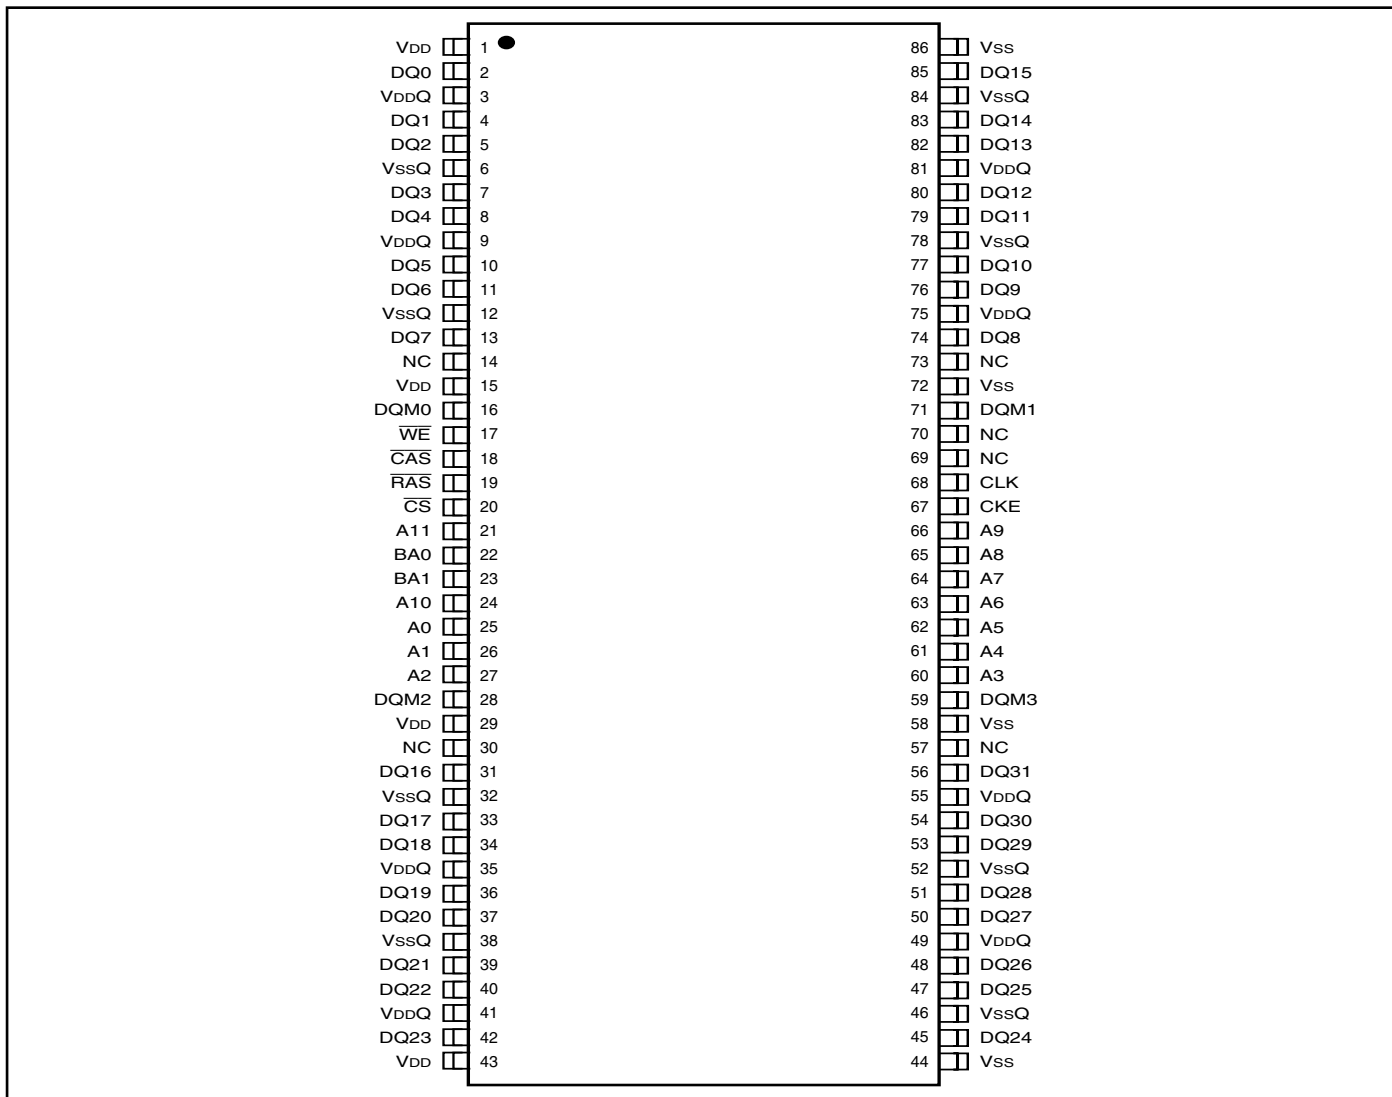 VDD 1 86 VSS
DQ0 2 85 DQ15
VDDQ 3 84 VSSQ
DQ1 4 83 DQ14
DQ2 5 82 DQ13
VSSQ 6 81 VDDQ
DQ3 7 80 DQ12
DQ4 8 79 DQ11
VDDQ 9 78 VSSQ
DQ5 10 77 DQ10
DQ6 11 76 DQ9
VSSQ 12 75 VDDQ
DQ7 13 74 DQ8
NC 14 73 NC
VDD 15 72 VSS
DQM0 16 71 DQM1
W̅E̅ 17 70 NC
C̅A̅S̅ 18 69 NC
R̅A̅S̅ 19 68 CLK
C̅S̅ 20 67 CKE
A11 21 66 A9
BA0 22 65 A8
BA1 23 64 A7
A10 24 63 A6
A0 25 62 A5
A1 26 61 A4
A2 27 60 A3
DQM2 28 59 DQM3
VDD 29 58 VSS
NC 30 57 NC
DQ16 31 56 DQ31
VSSQ 32 55 VDDQ
DQ17 33 54 DQ30
DQ18 34 53 DQ29
VDDQ 35 52 VSSQ
DQ19 36 51 DQ28
DQ20 37 50 DQ27
VSSQ 38 49 VDDQ
DQ21 39 48 DQ26
DQ22 40 47 DQ25
VDDQ 41 46 VSSQ
DQ23 42 45 DQ24
VDD 43 44 VSS